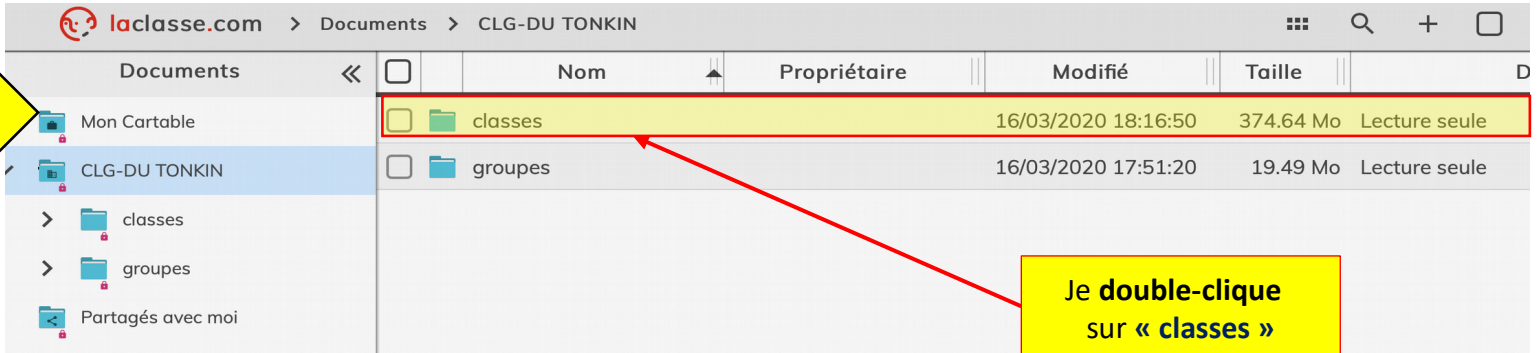 laclasse.com > Documents > CLG-DU TONKIN
Documents
Nom Propriétaire Modifié Taille D
Mon Cartable
classes 16/03/2020 18:16:50 374.64 Mo Lecture seule
CLG-DU TONKIN
groupes 16/03/2020 17:51:20 19.49 Mo Lecture seule
> classes
> groupes
Partagés avec moi
Je double-clique
sur « classes »